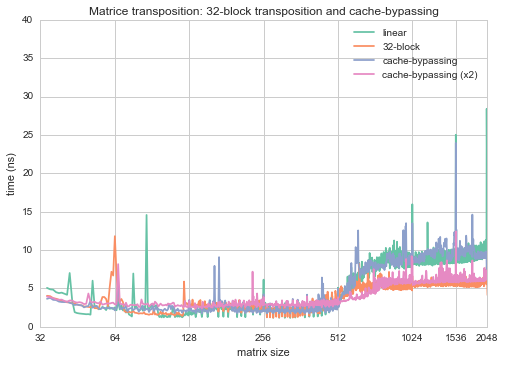 Matrice transposition: 32-block transposition and cache-bypassing
40
35
30
25
20
15
10
5
0
time (ns)
linear
32-block
cache-bypassing
cache-bypassing (x2)
32 64 128 256 512 1024 1536 2048
matrix size